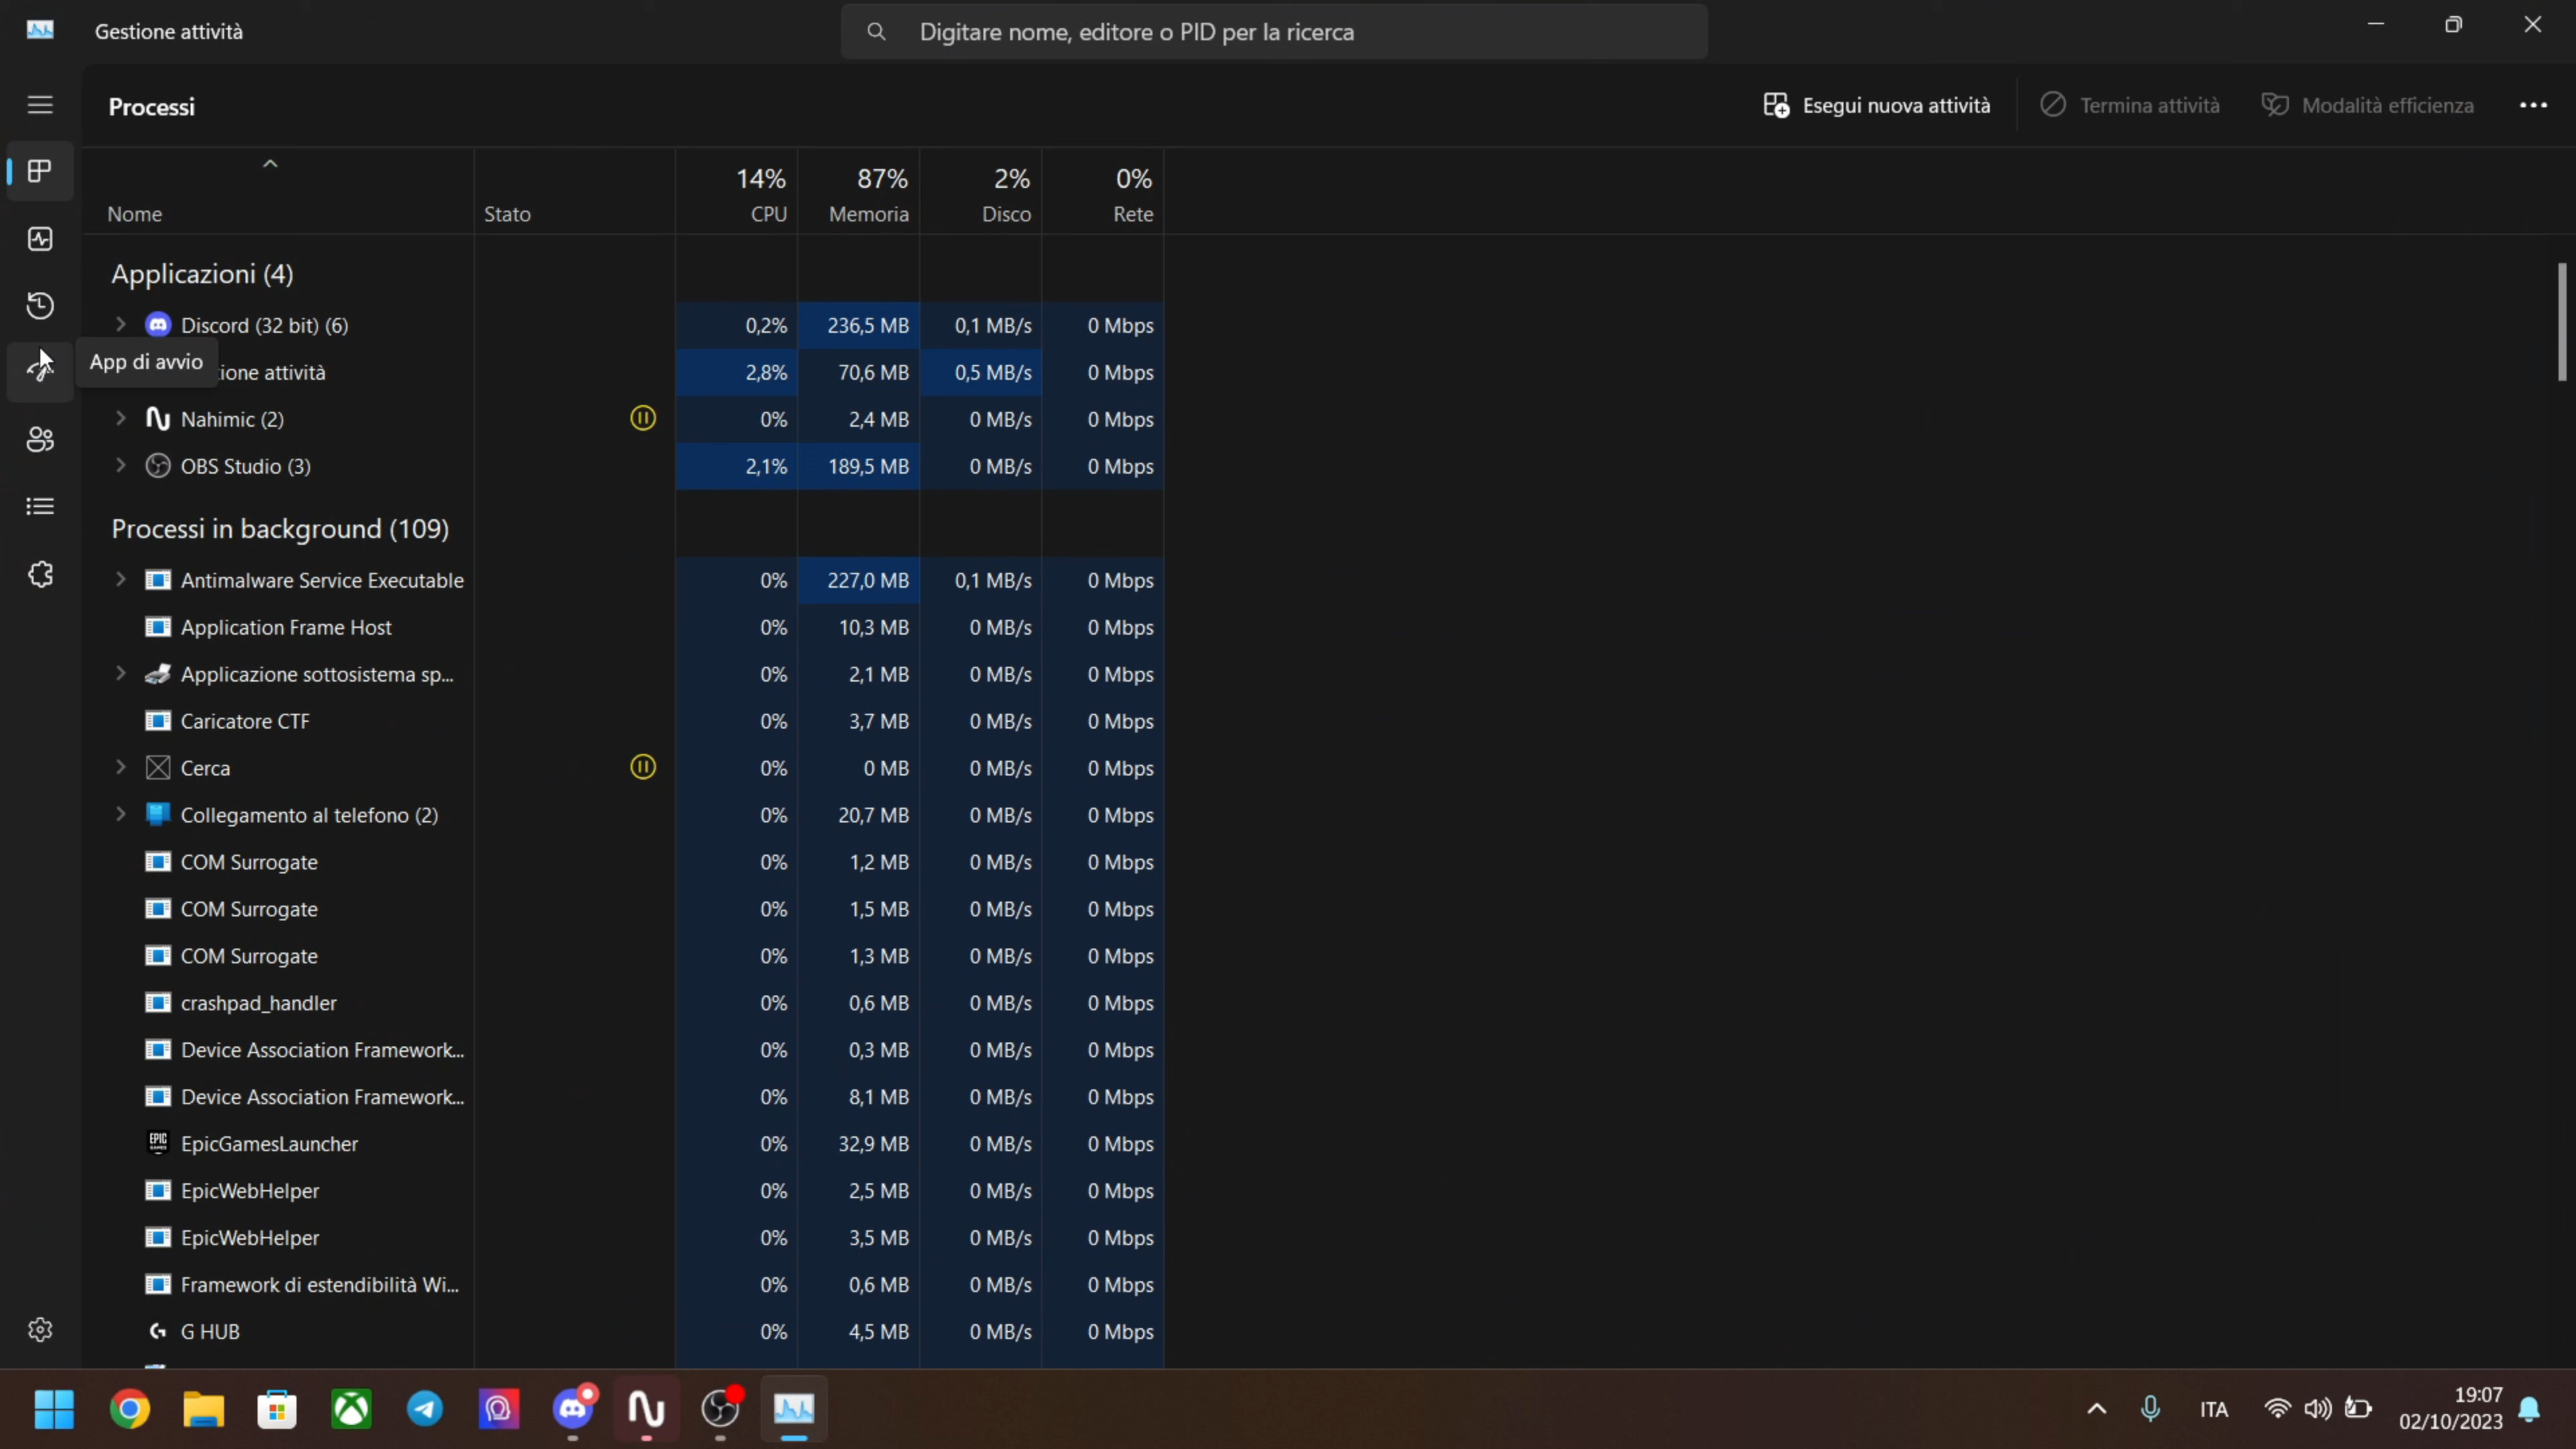 Gestione attività
Digitare nome, editore o PID per la ricerca
Processi
Esegui nuova attività
Termina attività
Modalità efficienza
14% 87% 2% 0%
Nome Stato CPU Memoria Disco Rete
Applicazioni (4)
Discord (32 bit) (6) 0,2% 236,5 MB 0,1 MB/s 0 Mbps
App di avvio
ione attività 2,8% 70,6 MB 0,5 MB/s 0 Mbps
Nahimic (2) 0% 2,4 MB 0 MB/s 0 Mbps
OBS Studio (3) 2,1% 189,5 MB 0 MB/s 0 Mbps
Processi in background (109)
Antimalware Service Executable 0% 227,0 MB 0,1 MB/s 0 Mbps
Application Frame Host 0% 10,3 MB 0 MB/s 0 Mbps
Applicazione sottosistema sp... 0% 2,1 MB 0 MB/s 0 Mbps
Caricatore CTF 0% 3,7 MB 0 MB/s 0 Mbps
Cerca 0% 0 MB 0 MB/s 0 Mbps
Collegamento al telefono (2) 0% 20,7 MB 0 MB/s 0 Mbps
COM Surrogate 0% 1,2 MB 0 MB/s 0 Mbps
COM Surrogate 0% 1,5 MB 0 MB/s 0 Mbps
COM Surrogate 0% 1,3 MB 0 MB/s 0 Mbps
crashpad_handler 0% 0,6 MB 0 MB/s 0 Mbps
Device Association Framework... 0% 0,3 MB 0 MB/s 0 Mbps
Device Association Framework... 0% 8,1 MB 0 MB/s 0 Mbps
EPIC GAMES EpicGamesLauncher 0% 32,9 MB 0 MB/s 0 Mbps
EpicWebHelper 0% 2,5 MB 0 MB/s 0 Mbps
EpicWebHelper 0% 3,5 MB 0 MB/s 0 Mbps
Framework di estendibilità Wi... 0% 0,6 MB 0 MB/s 0 Mbps
G HUB 0% 4,5 MB 0 MB/s 0 Mbps
ITA
19:07
02/10/2023